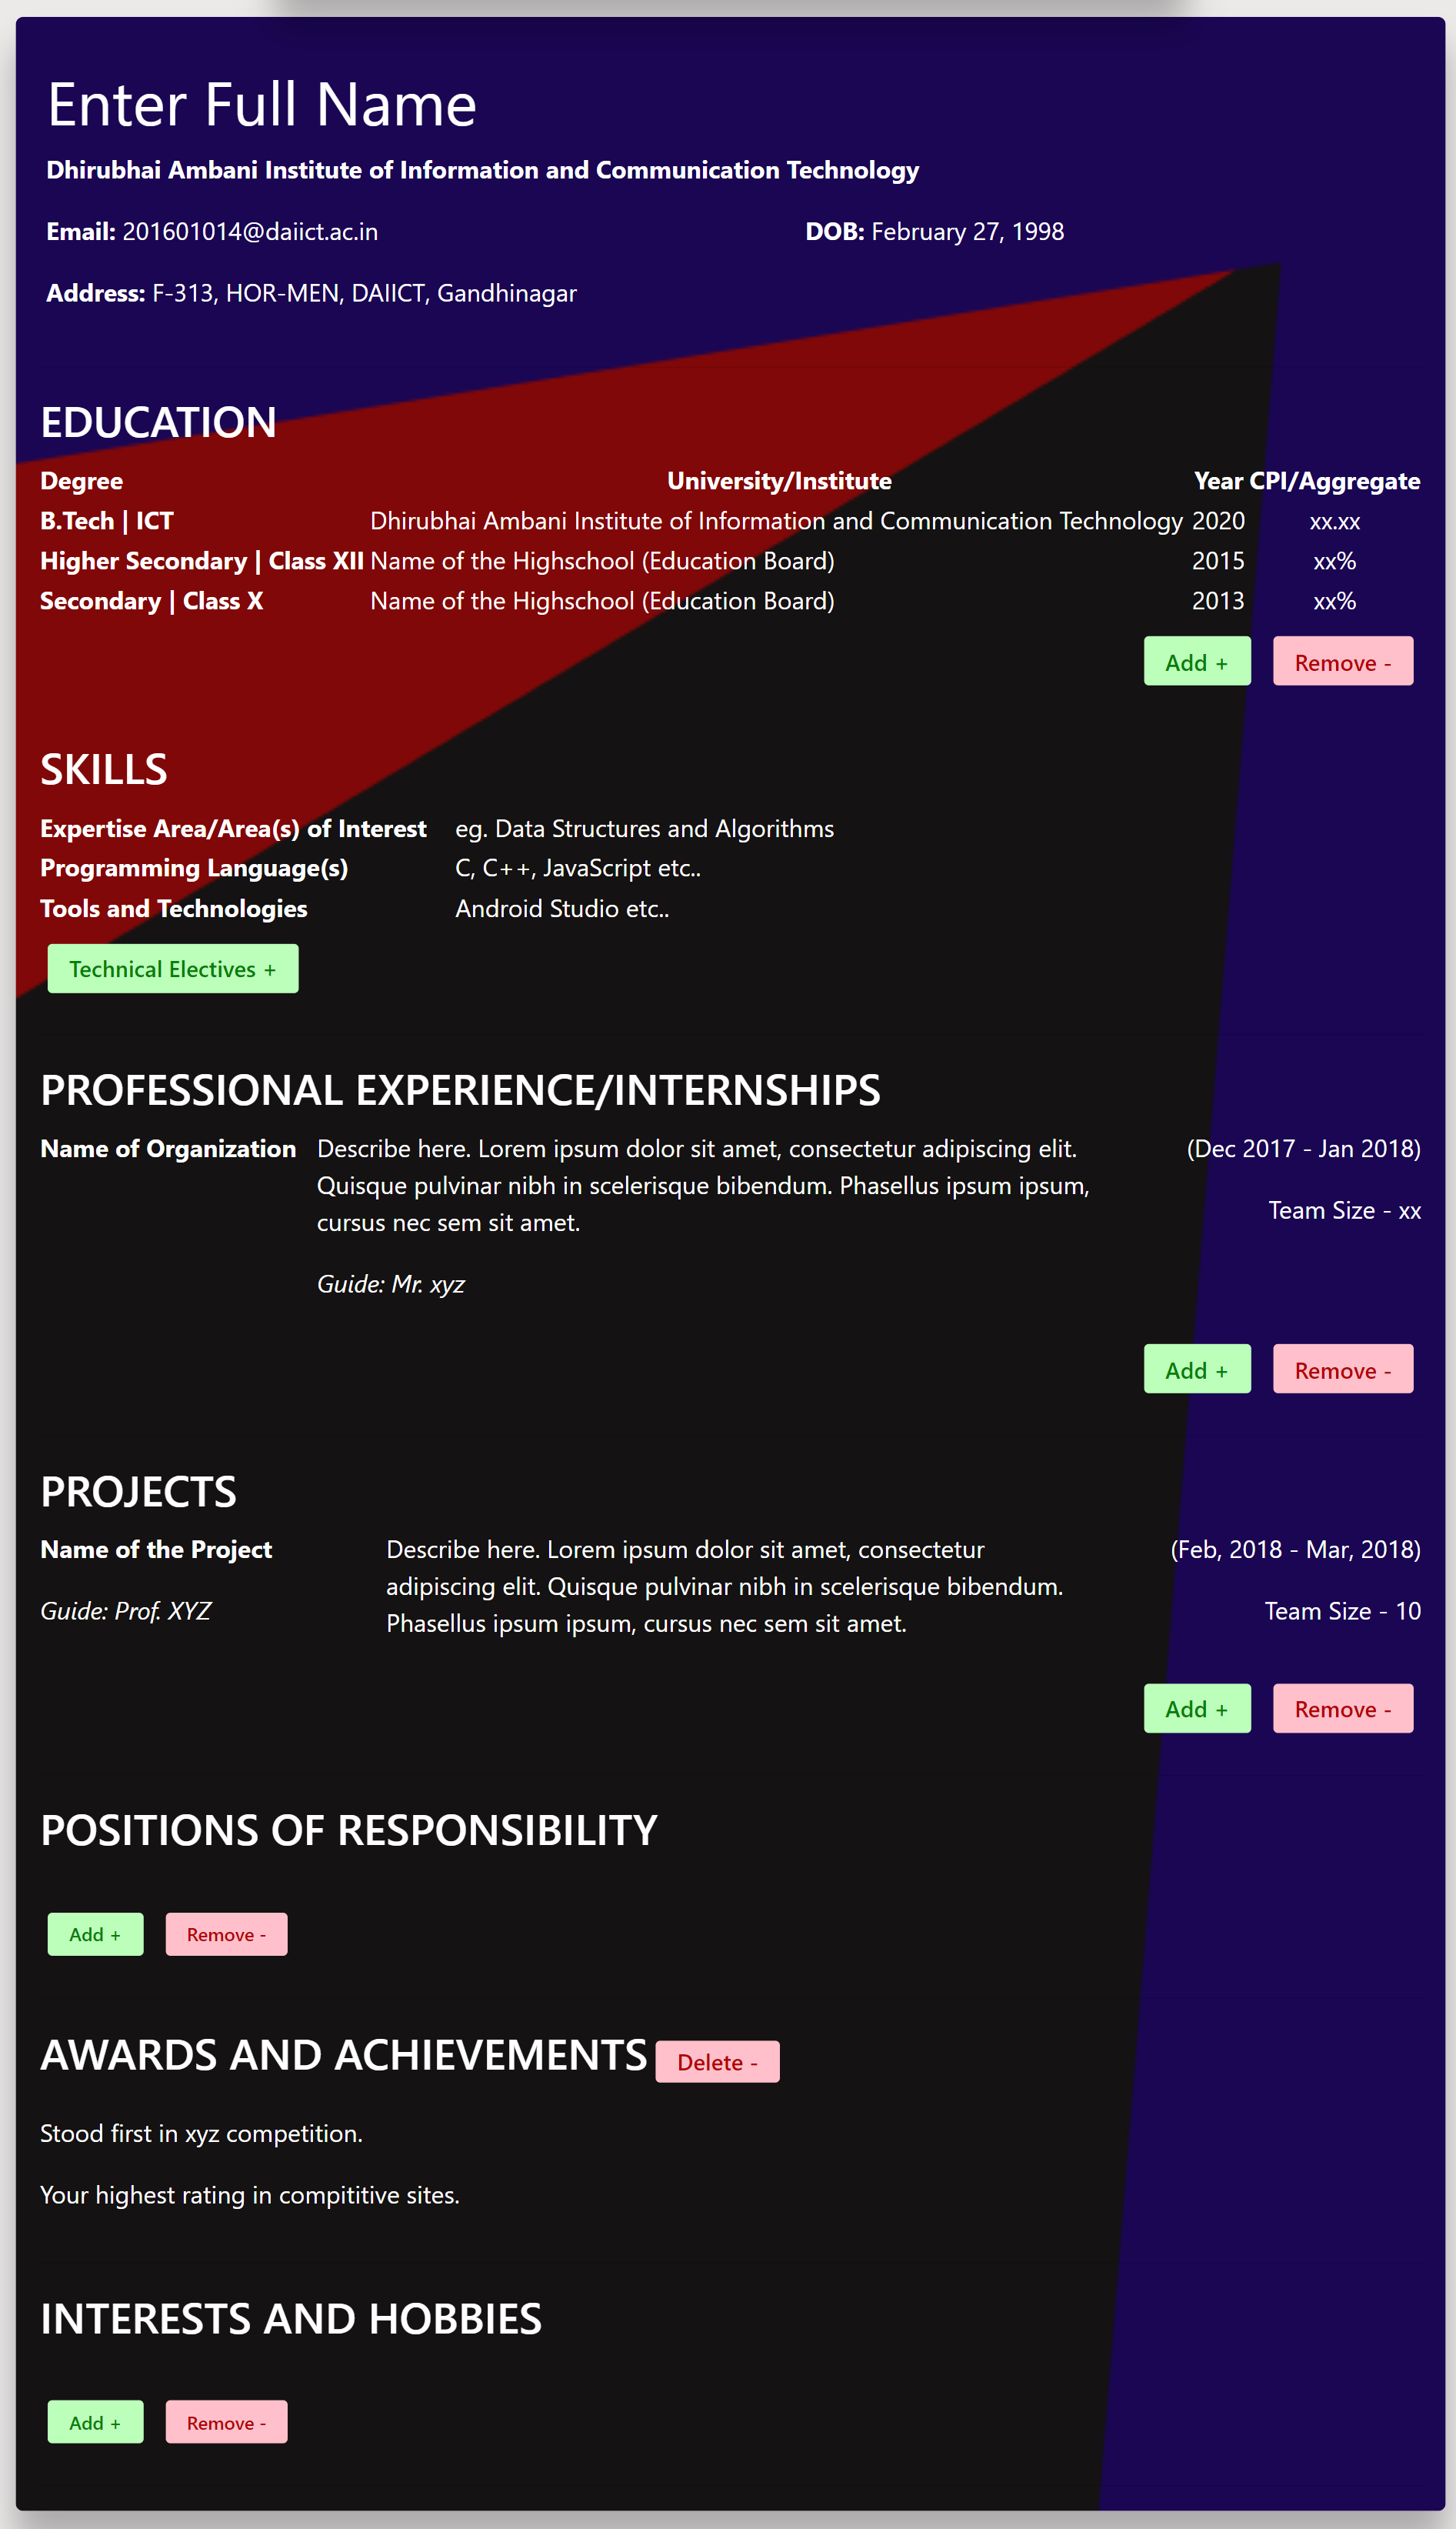 Enter Full Name
Dhirubhai Ambani Institute of Information and Communication Technology
Email: 201601014@daiict.ac.in DOB: February 27, 1998
Address: F-313, HOR-MEN, DAIICT, Gandhinagar
EDUCATION
Degree University/Institute Year CPI/Aggregate
B.Tech | ICT Dhirubhai Ambani Institute of Information and Communication Technology 2020 xx.xx
Higher Secondary | Class XII Name of the Highschool (Education Board) 2015 xx%
Secondary | Class X Name of the Highschool (Education Board) 2013 xx%
Add + Remove -
SKILLS
Expertise Area/Area(s) of Interest eg. Data Structures and Algorithms
Programming Language(s) C, C++, JavaScript etc..
Tools and Technologies Android Studio etc..
Technical Electives +
PROFESSIONAL EXPERIENCE/INTERNSHIPS
Name of Organization Describe here. Lorem ipsum dolor sit amet, consectetur adipiscing elit. (Dec 2017 - Jan 2018)
Quisque pulvinar nibh in scelerisque bibendum. Phasellus ipsum ipsum,
Team Size - xx
cursus nec sem sit amet.
Guide: Mr. xyz
Add + Remove -
PROJECTS
Name of the Project Describe here. Lorem ipsum dolor sit amet, consectetur (Feb, 2018 - Mar, 2018)
adipiscing elit. Quisque pulvinar nibh in scelerisque bibendum.
Guide: Prof. XYZ Team Size - 10
Phasellus ipsum ipsum, cursus nec sem sit amet.
Add + Remove -
POSITIONS OF RESPONSIBILITY
Add + Remove -
AWARDS AND ACHIEVEMENTS Delete -
Stood first in xyz competition.
Your highest rating in compititive sites.
INTERESTS AND HOBBIES
Add + Remove -